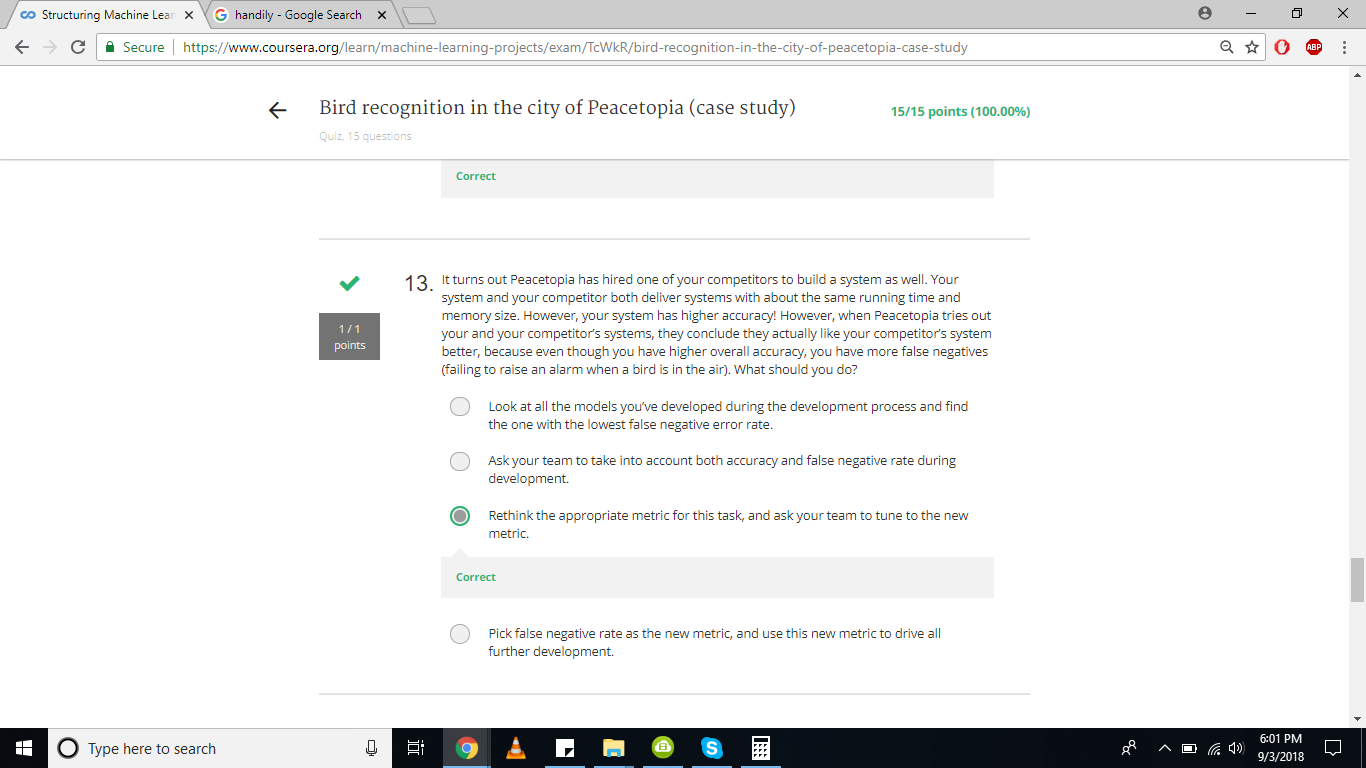 Structuring Machine Lear
handily - Google Search
Secure
https://www.coursera.org/learn/machine-learning-projects/exam/TcWkR/bird-recognition-in-the-city-of-peacetopia-case-study
ABP
Bird recognition in the city of Peacetopia (case study)
15/15 points (100.00%)
Quiz, 15 questions
Correct
1 / 1
points
13.
It turns out Peacetopia has hired one of your competitors to build a system as well. Your
system and your competitor both deliver systems with about the same running time and
memory size. However, your system has higher accuracy! However, when Peacetopia tries out
your and your competitor's systems, they conclude they actually like your competitor's system
better, because even though you have higher overall accuracy, you have more false negatives
(failing to raise an alarm when a bird is in the air). What should you do?
Look at all the models you've developed during the development process and find
the one with the lowest false negative error rate.
Ask your team to take into account both accuracy and false negative rate during
development.
Rethink the appropriate metric for this task, and ask your team to tune to the new
metric.
Correct
Pick false negative rate as the new metric, and use this new metric to drive all
further development.
Type here to search
6:01 PM
9/3/2018